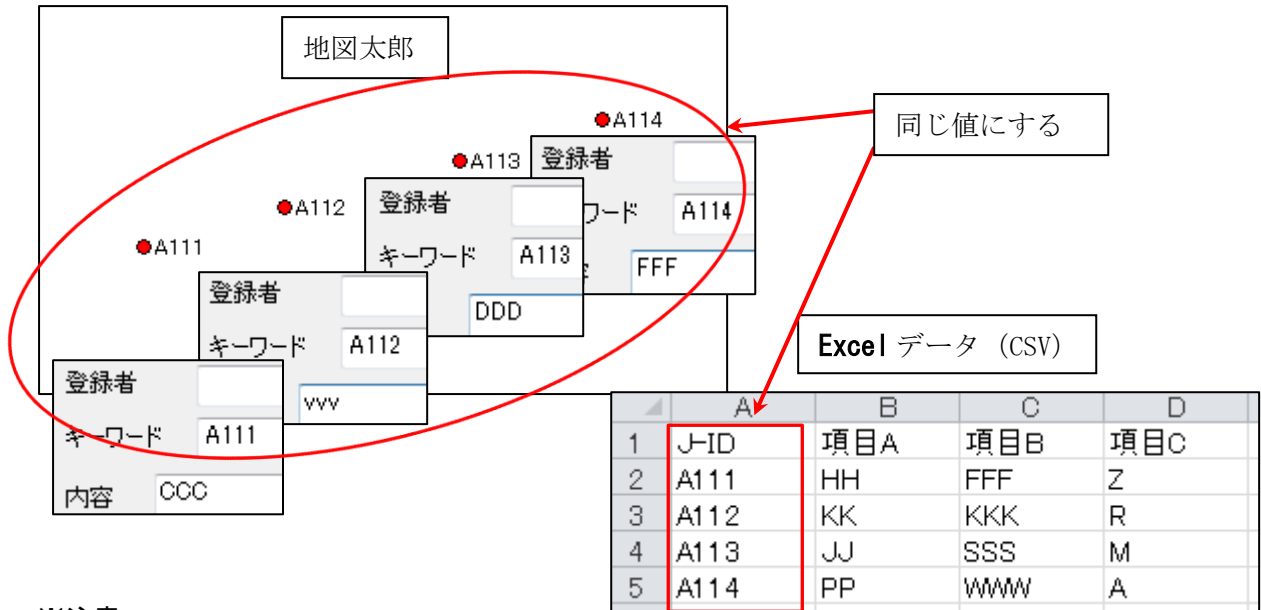 地図太郎
同じ値にする
●A114
●A113
●A112
●A111
登録者
ワード A114
FFF
登録者
キーワード A113
DDD
登録者
キーワード A112
vvv
登録者
キーワード A111
内容 CCC
Excel データ (CSV)
A B C D
1 J-ID 項目A 項目B 項目C
2 A111 HH FFF Z
3 A112 KK KKK R
4 A113 JJ SSS M
5 A114 PP WWW A